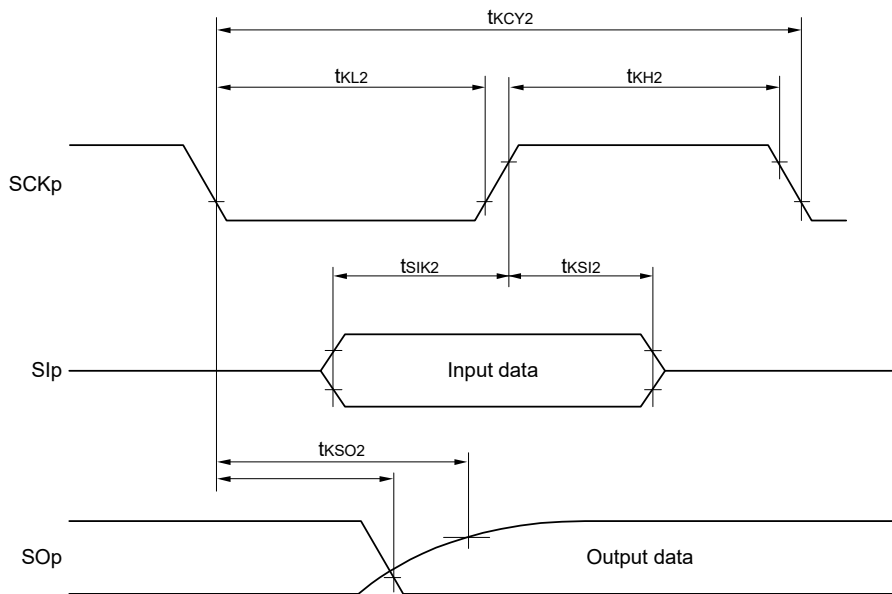 tKCY2
tKL2
tKH2
SCKp
tSIK2
tKSI2
SIp
Input data
tKSO2
SOp
Output data